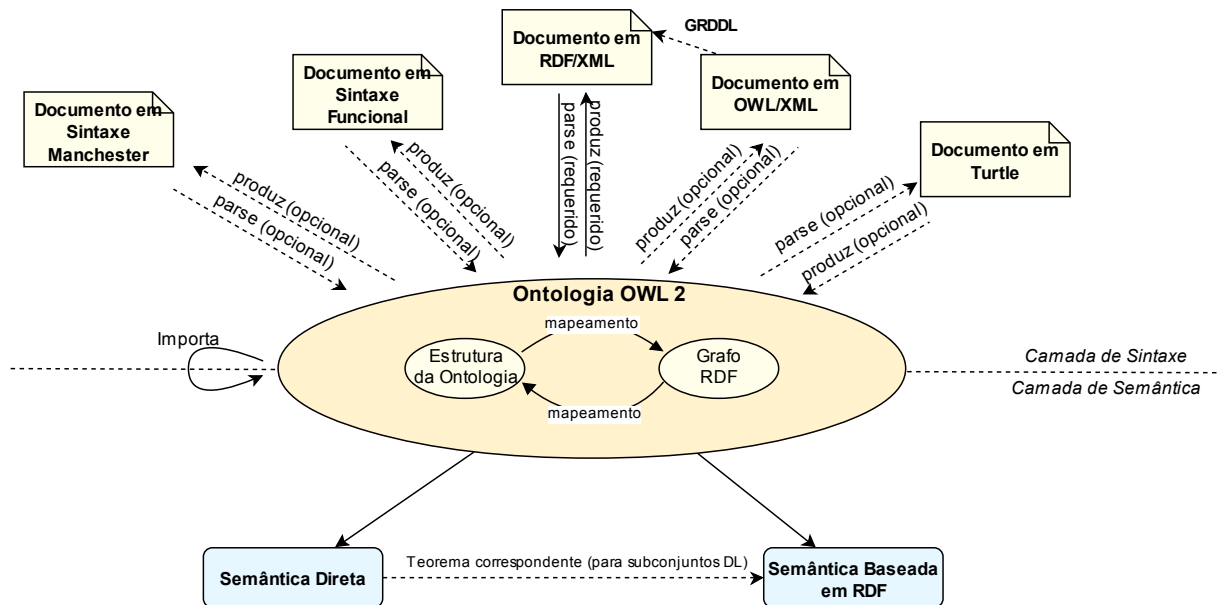 GRDDL
Documento em
RDF/XML
Documento em
Sintaxe
Funcional
Documento em
OWL/XML
Documento em
Sintaxe
Manchester
Documento em
Turtle
produz (opcional)
parse (opcional)
produz (opcional)
parse (opcional)
parse (requerido)
produz (requerido)
produz (opcional)
parse (opcional)
parse (opcional)
produz (opcional)
Ontologia OWL 2
mapeamento
Importa
Estrutura
da Ontologia
Grafo
RDF
mapeamento
Camada de Sintaxe
Camada de Semântica
Teorema correspondente (para subconjuntos DL)
Semântica Direta
Semântica Baseada
em RDF